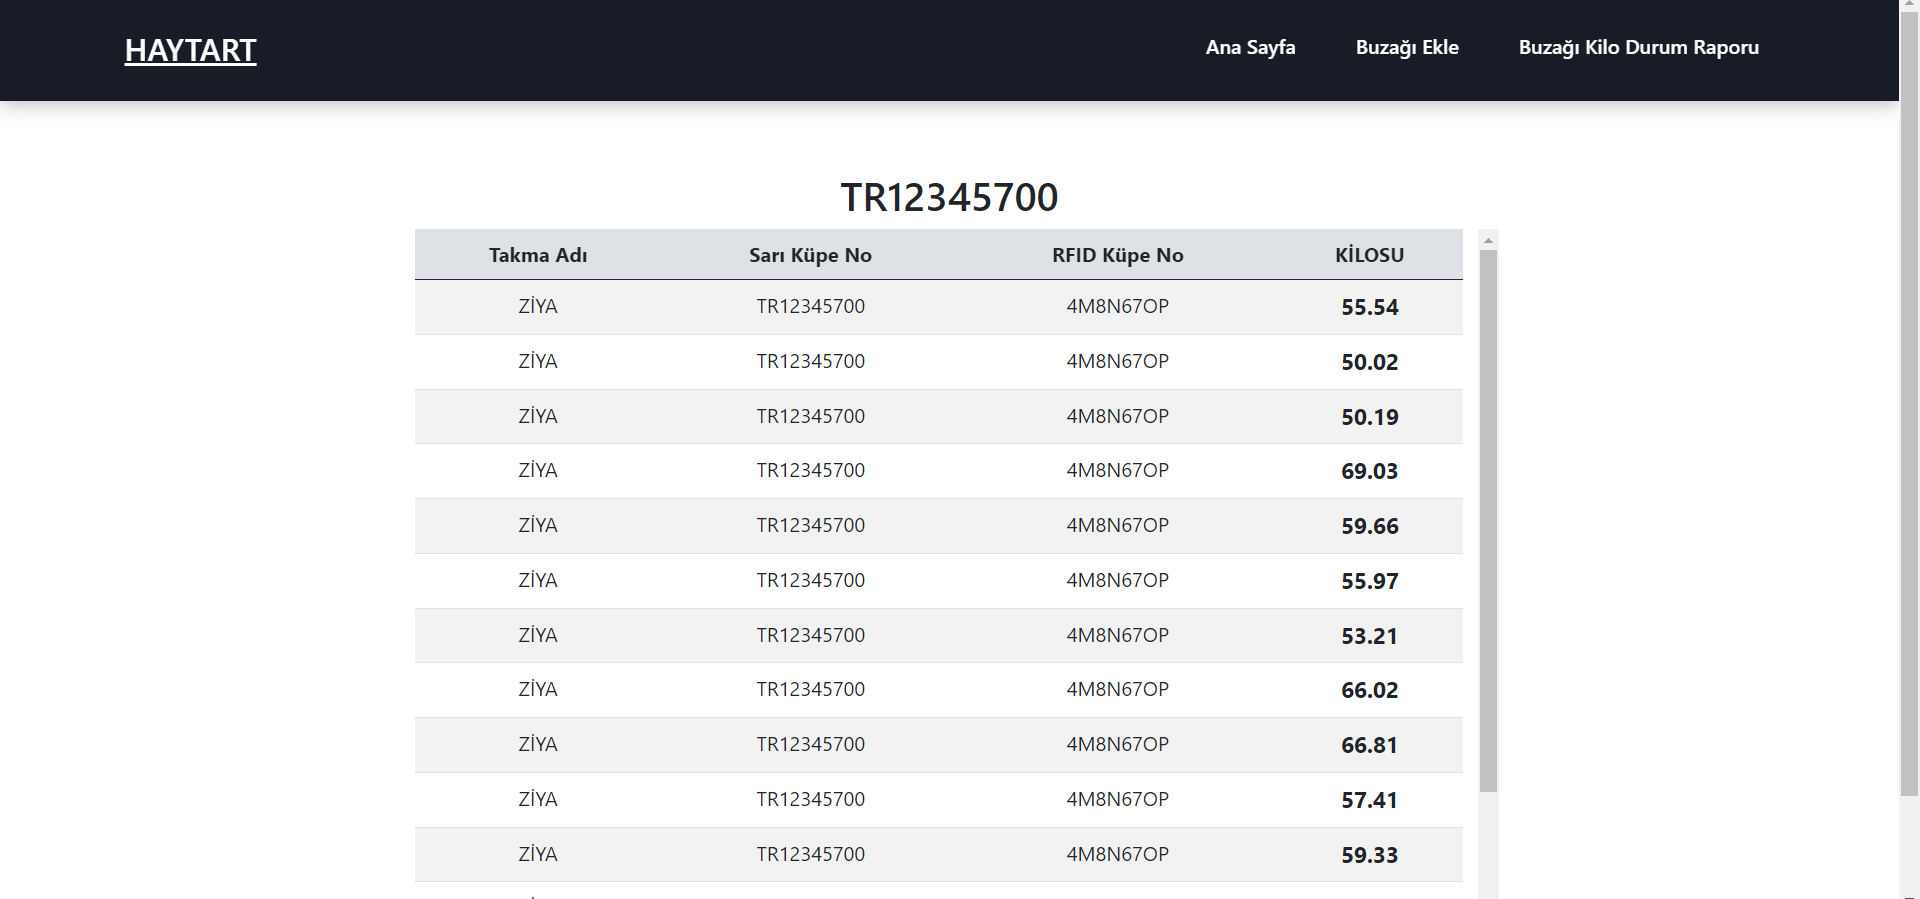 HAYTART Ana Sayfa Buzağı Ekle Buzağı Kilo Durum Raporu
TR12345700
Takma Adı Sarı Küpe No RFID Küpe No KİLOSU
ZİYA TR12345700 4M8N67OP 55.54
ZİYA TR12345700 4M8N67OP 50.02
ZİYA TR12345700 4M8N67OP 50.19
ZİYA TR12345700 4M8N67OP 69.03
ZİYA TR12345700 4M8N67OP 59.66
ZİYA TR12345700 4M8N67OP 55.97
ZİYA TR12345700 4M8N67OP 53.21
ZİYA TR12345700 4M8N67OP 66.02
ZİYA TR12345700 4M8N67OP 66.81
ZİYA TR12345700 4M8N67OP 57.41
ZİYA TR12345700 4M8N67OP 59.33